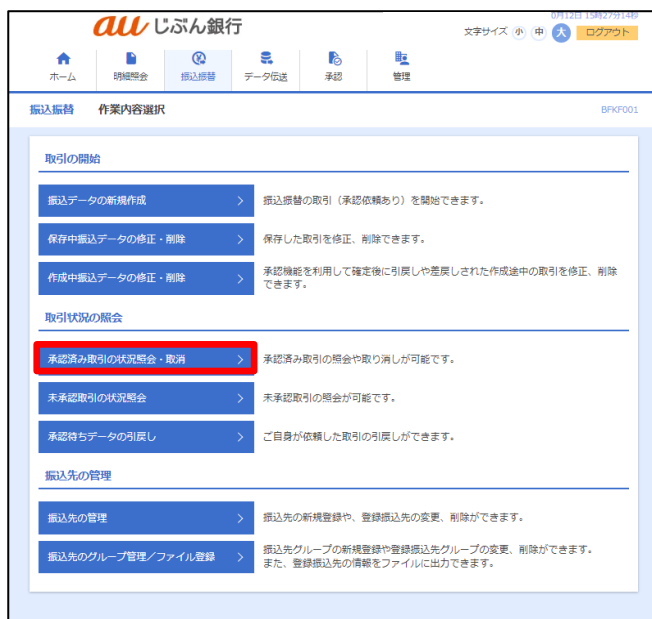 au じぶん銀行
0月12日 15時27分14秒
文字サイズ 小 中 大 ログアウト
ホーム 明細照会 振込振替 データ伝送 承認 管理
振込振替 作業内容選択 BFKF001
取引の開始
振込データの新規作成 振込振替の取引（承認依頼あり）を開始できます。
保存中振込データの修正・削除 保存した取引を修正、削除できます。
作成中振込データの修正・削除 承認機能を利用して確定後に引戻しや差戻しされた作成途中の取引を修正、削除
できます。
取引状況の照会
承認済み取引の状況照会・取消 承認済み取引の照会や取り消しが可能です。
未承認取引の状況照会 未承認取引の照会が可能です。
承認待ちデータの引戻し ご自身が依頼した取引の引戻しができます。
振込先の管理
振込先の管理 振込先の新規登録や、登録振込先の変更、削除ができます。
振込先のグループ管理／ファイル登録 振込先グループの新規登録や登録振込先グループの変更、削除ができます。
また、登録振込先の情報をファイルに出力できます。